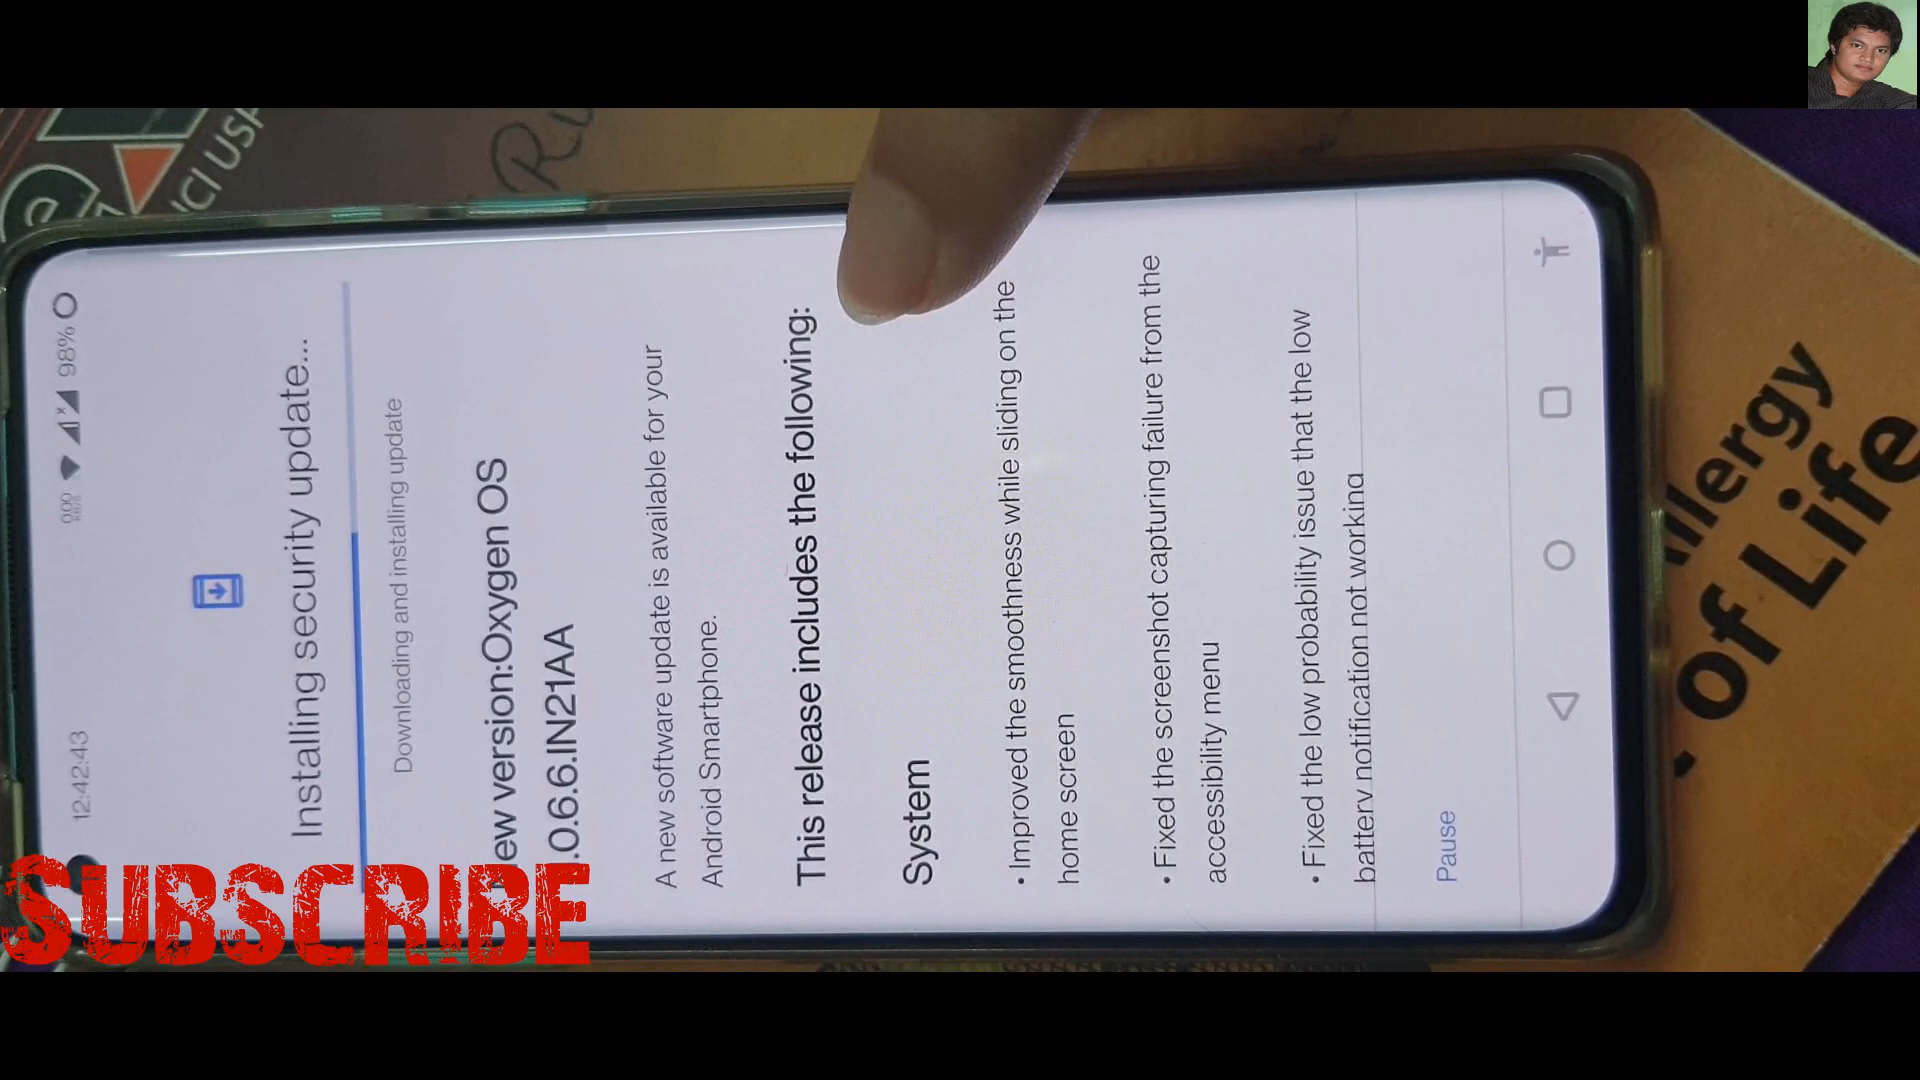 12:42:43
0.00
KB/S
98%
Installing security update...
Downloading and installing update
ew version:Oxygen OS
.0.6.6.IN21AA
A new software update is available for your
Android Smartphone.
This release includes the following:
System
• Improved the smoothness while sliding on the
home screen
• Fixed the screenshot capturing failure from the
accessibility menu
• Fixed the low probability issue that the low
battery notification not working
Pause
SUBSCRIBE
of Life